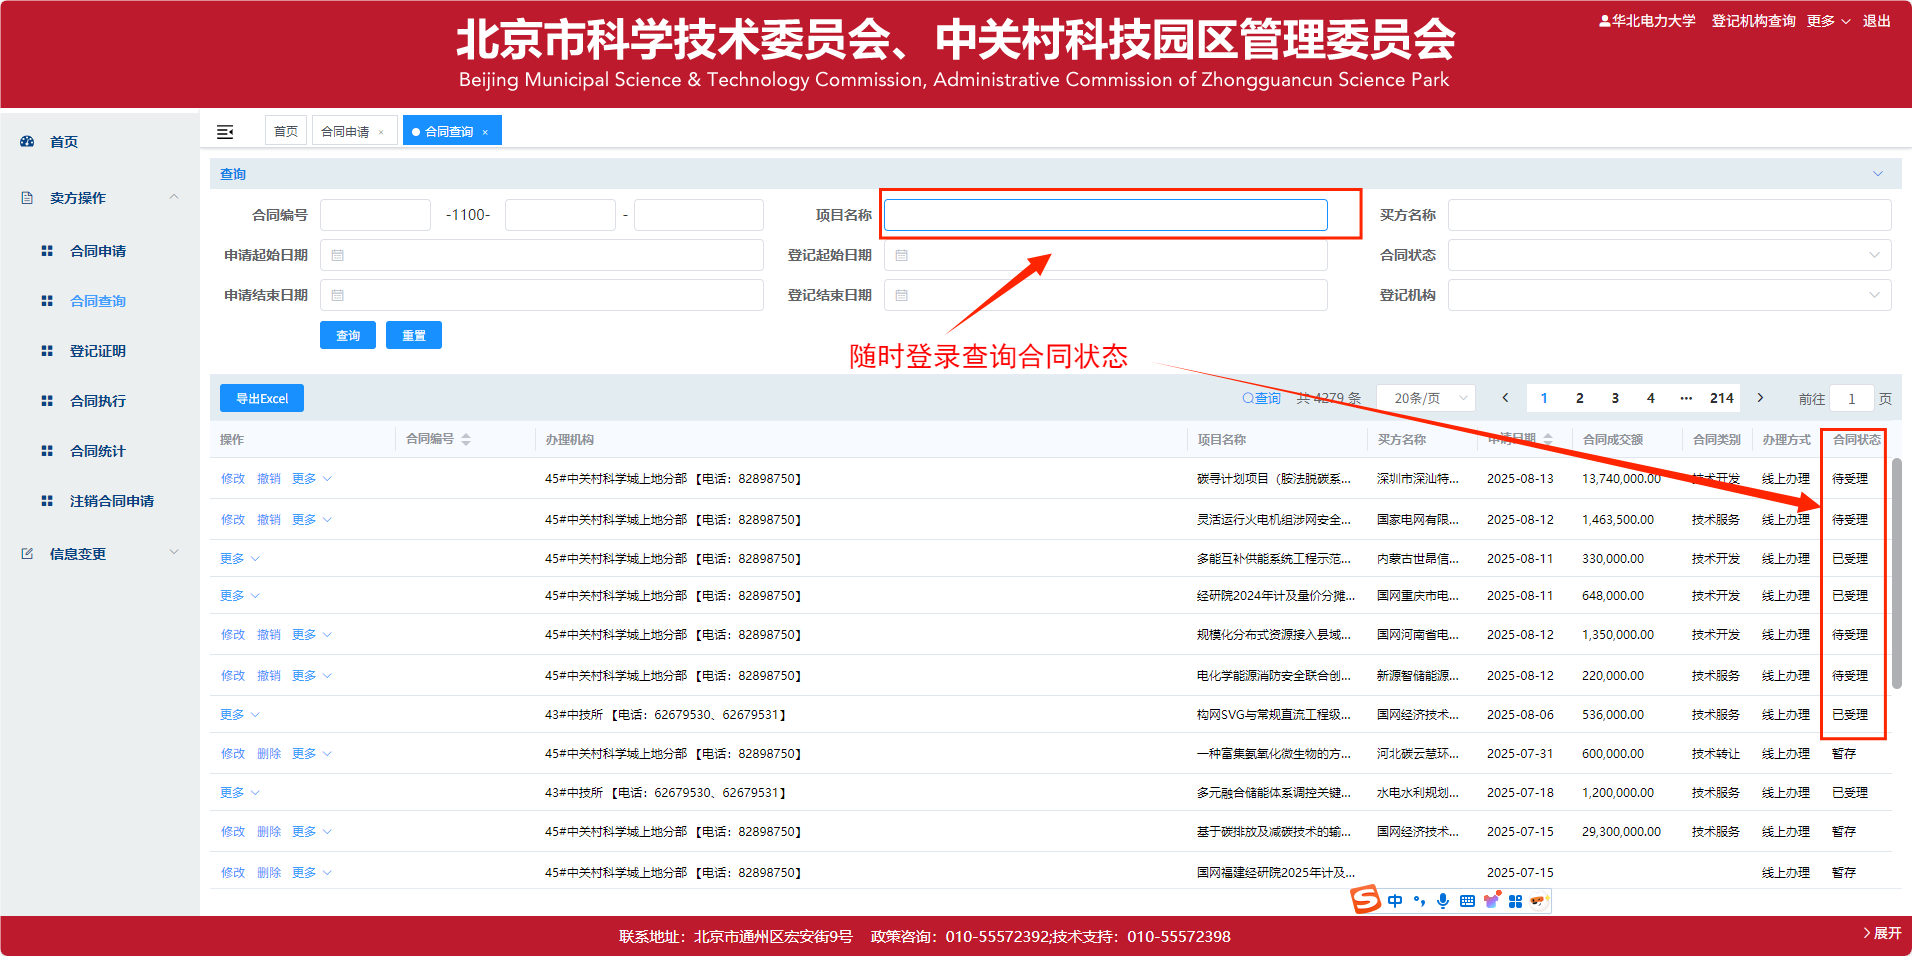 北京市科学技术委员会、中关村科技园区管理委员会
Beijing Municipal Science & Technology Commission, Administrative Commission of Zhongguancun Science Park
华北电力大学 登记机构查询 更多 退出
首页
卖方操作
合同申请
合同查询
登记证明
合同执行
合同统计
注销合同申请
信息变更
首页 合同申请 × 合同查询 ×
查询
合同编号 -1100- - 项目名称 买方名称
申请起始日期 登记起始日期 合同状态
申请结束日期 登记结束日期 登记机构
查询 重置
随时登录查询合同状态
导出Excel 查询 共 4279 条 20条/页 1 2 3 4 ··· 214 前往 1 页
操作 合同编号 办理机构 项目名称 买方名称 申请日期 合同成交额 合同类别 办理方式 合同状态
修改 撤销 更多 45#中关村科学城上地分部【电话：82898750】 碳寻计划项目（胺法脱碳系... 深圳市深汕特... 2025-08-13 13,740,000.00 技术开发 线上办理 待受理
修改 撤销 更多 45#中关村科学城上地分部【电话：82898750】 灵活运行火电机组涉网安全... 国家电网有限... 2025-08-12 1,463,500.00 技术服务 线上办理 待受理
更多 45#中关村科学城上地分部【电话：82898750】 多能互补供能系统工程示范... 内蒙古世昂信... 2025-08-11 330,000.00 技术开发 线上办理 已受理
更多 45#中关村科学城上地分部【电话：82898750】 经研院2024年计及量价分摊... 国网重庆市电... 2025-08-11 648,000.00 技术开发 线上办理 已受理
修改 撤销 更多 45#中关村科学城上地分部【电话：82898750】 规模化分布式资源接入县域... 国网河南省电... 2025-08-12 1,350,000.00 技术开发 线上办理 待受理
修改 撤销 更多 45#中关村科学城上地分部【电话：82898750】 电化学能源消防安全联合创... 新源智储能源... 2025-08-12 220,000.00 技术服务 线上办理 待受理
更多 43#中技所【电话：62679530、62679531】 构网SVG与常规直流工程级... 国网经济技术... 2025-08-06 536,000.00 技术服务 线上办理 已受理
修改 删除 更多 45#中关村科学城上地分部【电话：82898750】 一种富集氨氧化微生物的方... 河北碳云慧环... 2025-07-31 600,000.00 技术转让 线上办理 暂存
更多 43#中技所【电话：62679530、62679531】 多元融合储能体系调控关键... 水电水利规划... 2025-07-18 1,200,000.00 技术服务 线上办理 已受理
修改 删除 更多 45#中关村科学城上地分部【电话：82898750】 基于碳排放及减碳技术的输... 国网经济技术... 2025-07-15 29,300,000.00 技术服务 线上办理 暂存
修改 删除 更多 45#中关村科学城上地分部【电话：82898750】 国网福建经研院2025年计及... 2025-07-15 线上办理 暂存
S 中
联系地址：北京市通州区宏安街9号 政策咨询：010-55572392;技术支持：010-55572398
展开